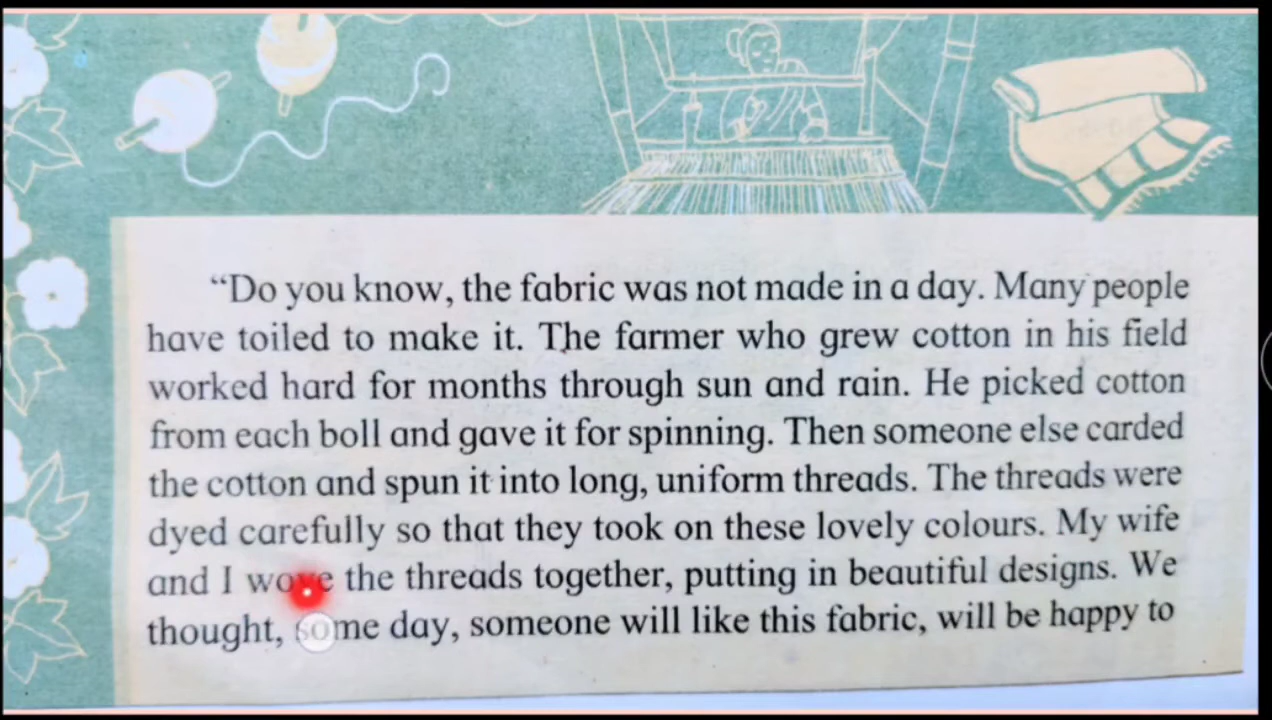 “Do you know, the fabric was not made in a day. Many people
have toiled to make it. The farmer who grew cotton in his field
worked hard for months through sun and rain. He picked cotton
from each boll and gave it for spinning. Then someone else carded
the cotton and spun it into long, uniform threads. The threads were
dyed carefully so that they took on these lovely colours. My wife
and I wove the threads together, putting in beautiful designs. We
thought, some day, someone will like this fabric, will be happy to